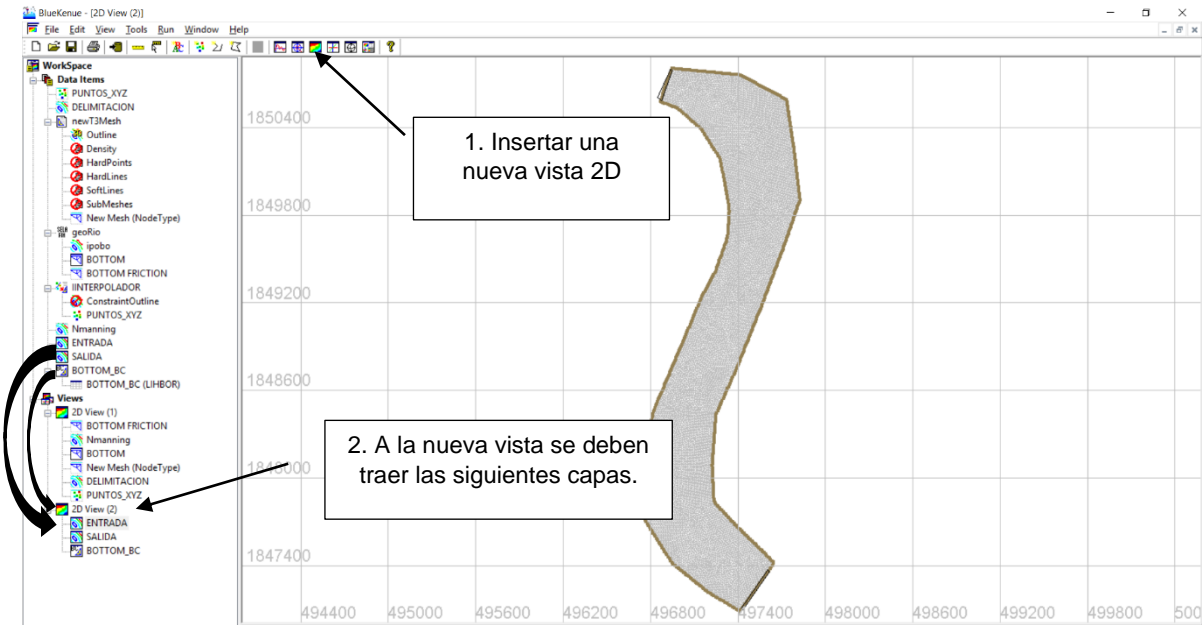 BlueKenue - [2D View (2)]
File Edit View Tools Run Window Help
WorkSpace
Data Items
PUNTOS_XYZ
DELIMITACION
newT3Mesh
Outline
Density
HardPoints
HardLines
SoftLines
SubMeshes
New Mesh (NodeType)
geoRio
ipobo
BOTTOM
BOTTOM FRICTION
IINTERPOLADOR
ConstraintOutline
PUNTOS_XYZ
Nmanning
ENTRADA
SALIDA
BOTTOM_BC
BOTTOM_BC (LIHBOR)
Views
2D View (1)
BOTTOM FRICTION
Nmanning
BOTTOM
New Mesh (NodeType)
DELIMITACION
PUNTOS_XYZ
2D View (2)
ENTRADA
SALIDA
BOTTOM_BC
1. Insertar una
nueva vista 2D
2. A la nueva vista se deben
traer las siguientes capas.
1850400
1849800
1849200
1848600
1848000
1847400
494400 495000 495600 496200 496800 497400 498000 498600 499200 499800 500